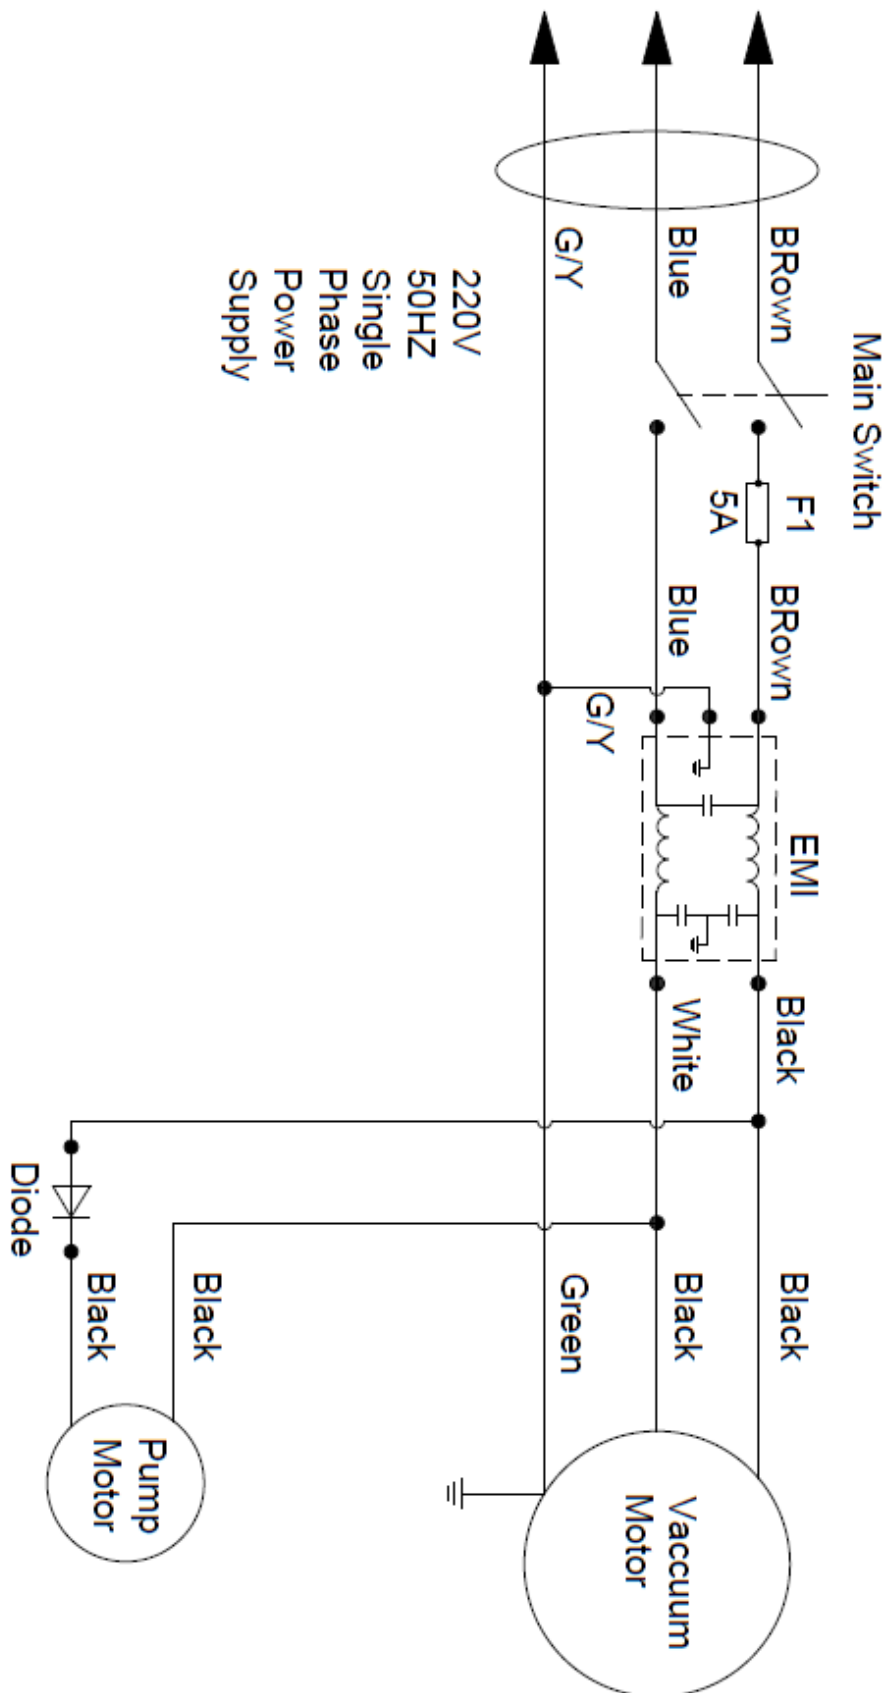 Main Switch
BRown
Blue
G/Y
220V
50HZ
Single
Phase
Power
Supply
F1
5A
BRown
Blue
G/Y
EMI
Black
White
Diode
Black
Black
Green
Black
Black
Pump
Motor
Vaccuum
Motor